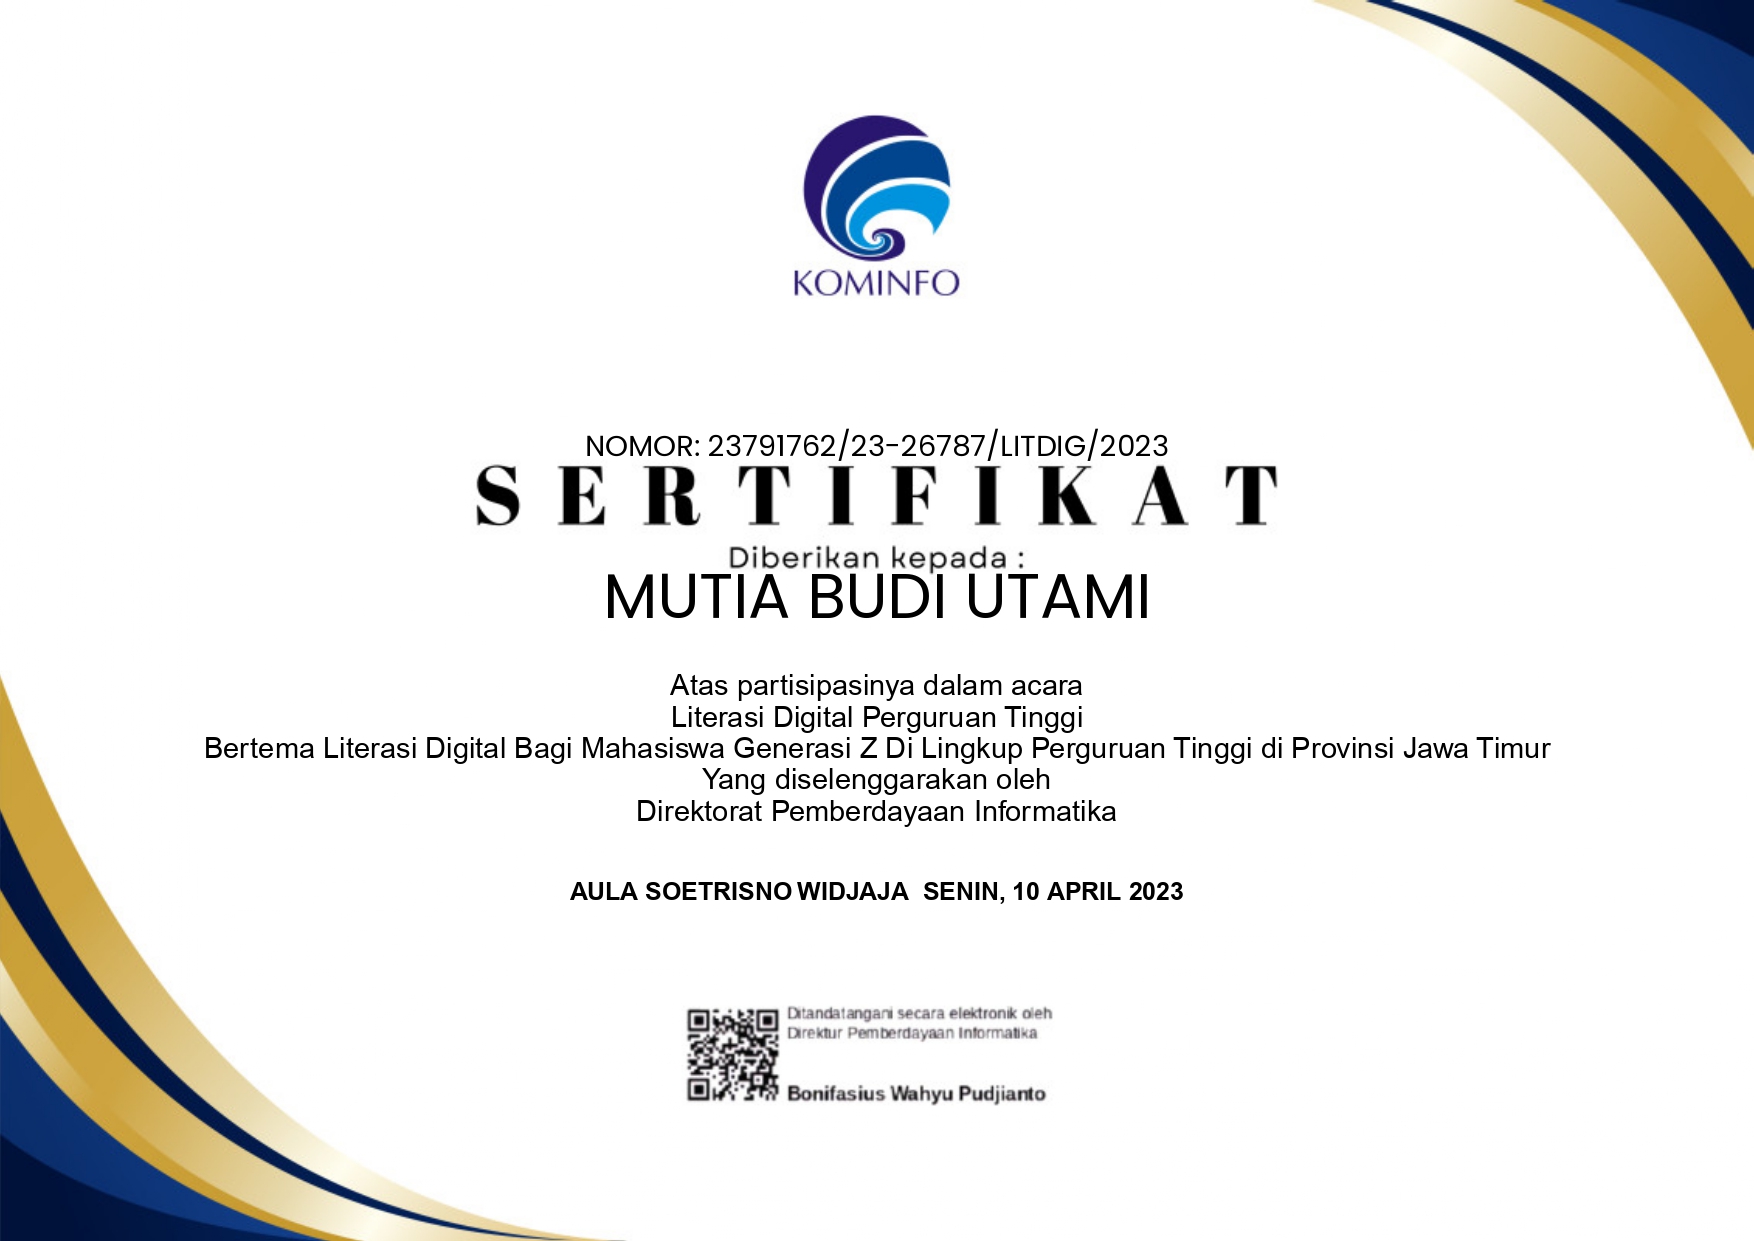 KOMINFO
NOMOR: 23791762/23-26787/LITDIG/2023
SERTIFIKAT
Diberikan kepada :
MUTIA BUDI UTAMI
Atas partisipasinya dalam acara
Literasi Digital Perguruan Tinggi
Bertema Literasi Digital Bagi Mahasiswa Generasi Z Di Lingkup Perguruan Tinggi di Provinsi Jawa Timur
Yang diselenggarakan oleh
Direktorat Pemberdayaan Informatika
AULA SOETRISNO WIDJAJA  SENIN, 10 APRIL 2023
Ditandatangani secara elektronik oleh
Direktur Pemberdayaan Informatika
Bonifasius Wahyu Pudjianto